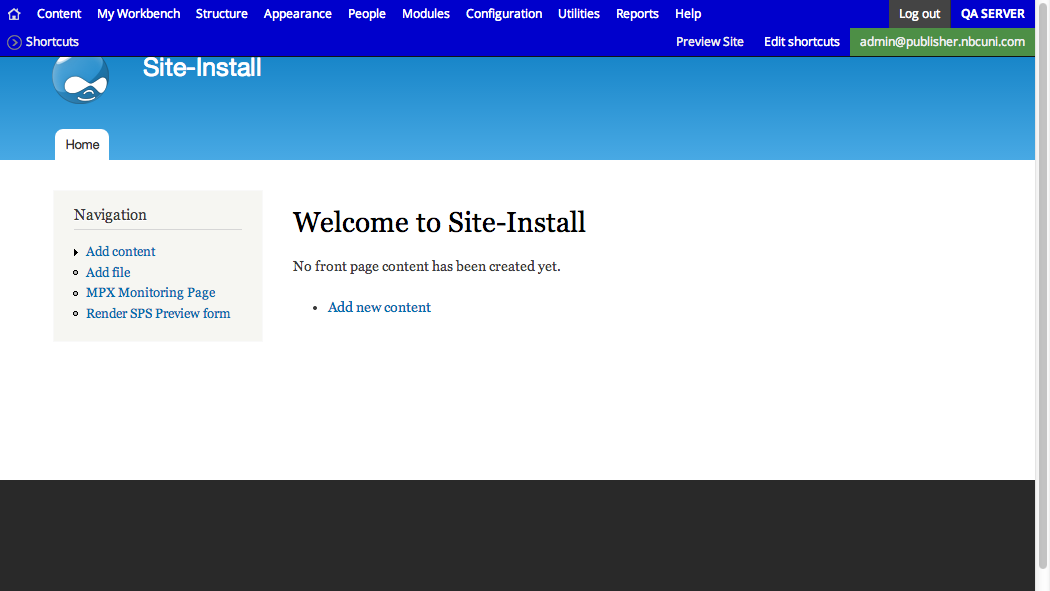 Content My Workbench Structure Appearance People Modules Configuration Utilities Reports Help Log out QA SERVER
Shortcuts Preview Site Edit shortcuts admin@publisher.nbcuni.com
Site-Install
Home
Navigation
Add content
Add file
MPX Monitoring Page
Render SPS Preview form
Welcome to Site-Install
No front page content has been created yet.
Add new content